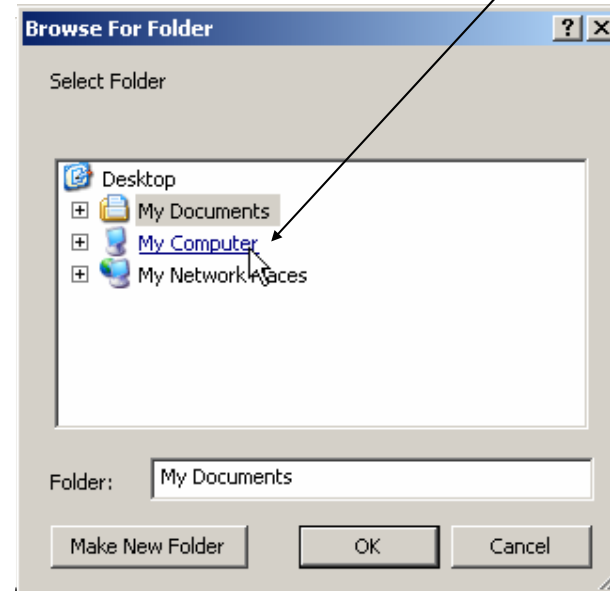 Browse For Folder
Select Folder
Desktop
My Documents
My Computer
My Network Places
Folder: My Documents
Make New Folder OK Cancel